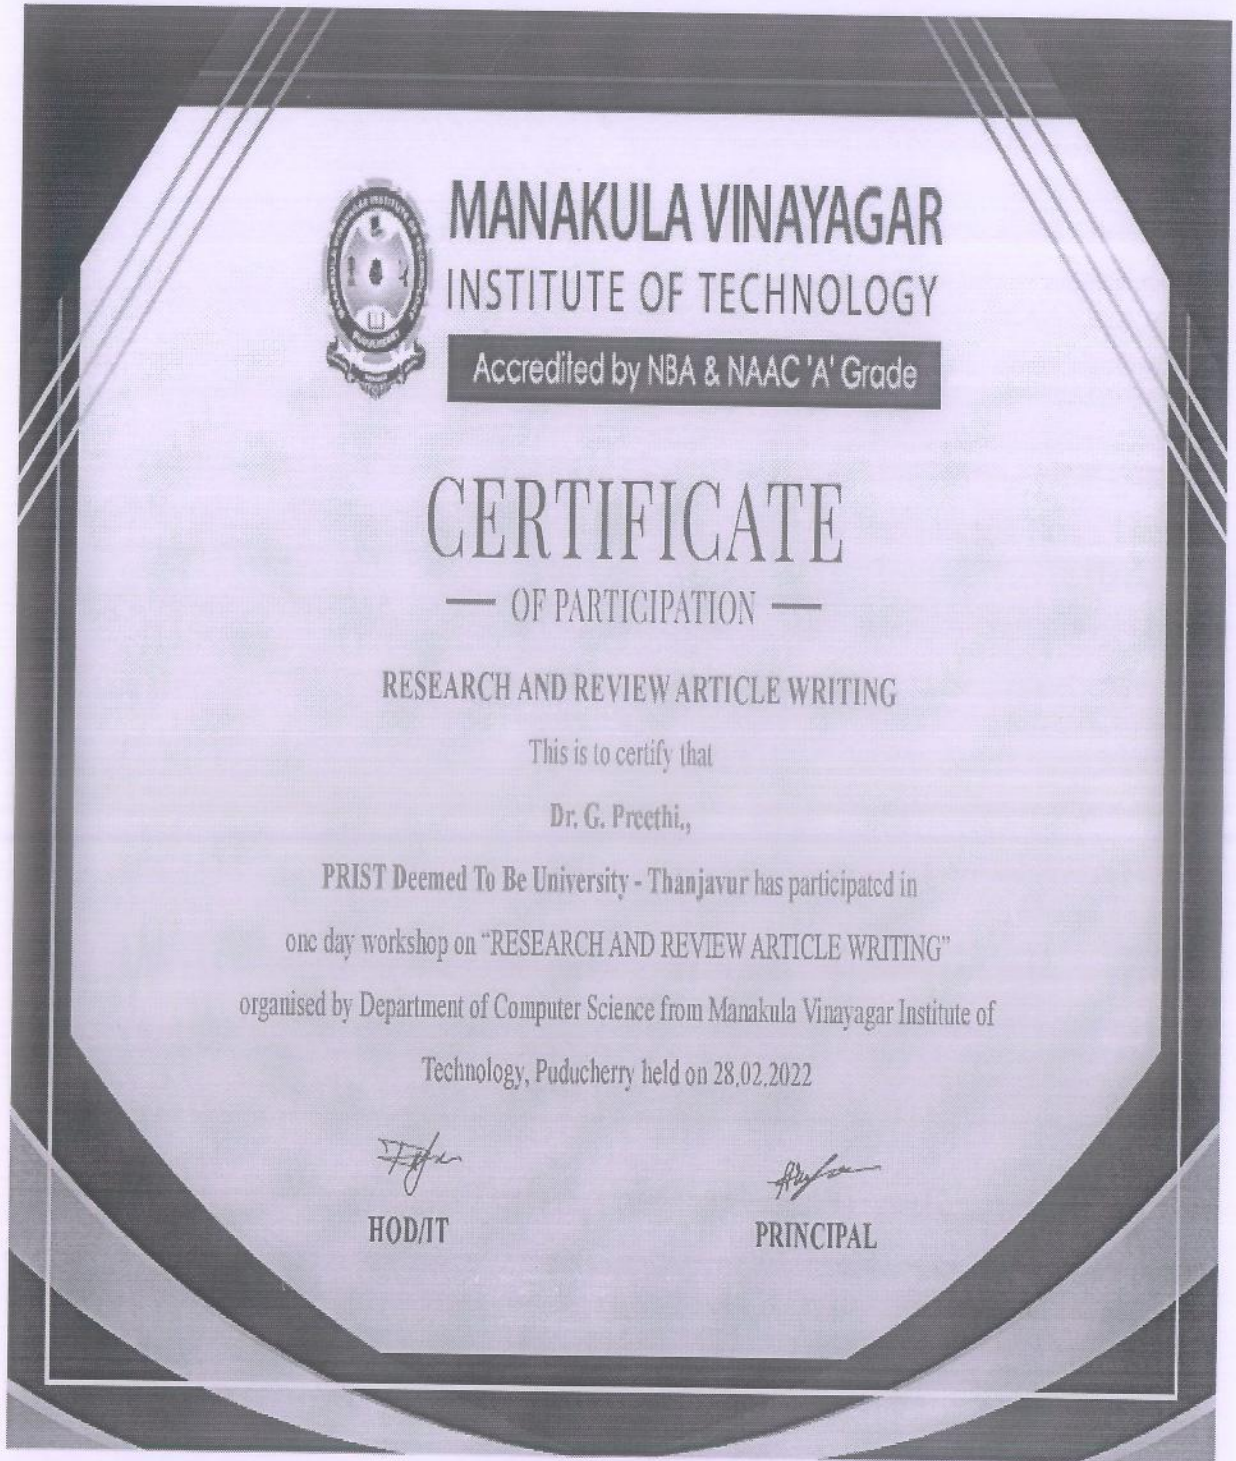 MANAKULA VINAYAGAR
INSTITUTE OF TECHNOLOGY
Accredited by NBA & NAAC 'A' Grade
PUDUCHERRY
CERTIFICATE
— OF PARTICIPATION —
RESEARCH AND REVIEW ARTICLE WRITING
This is to certify that
Dr. G. Preethi.,
PRIST Deemed To Be University - Thanjavur has participated in
one day workshop on “RESEARCH AND REVIEW ARTICLE WRITING”
organised by Department of Computer Science from Manakula Vinayagar Institute of
Technology, Puducherry held on 28.02.2022
HOD/IT
PRINCIPAL